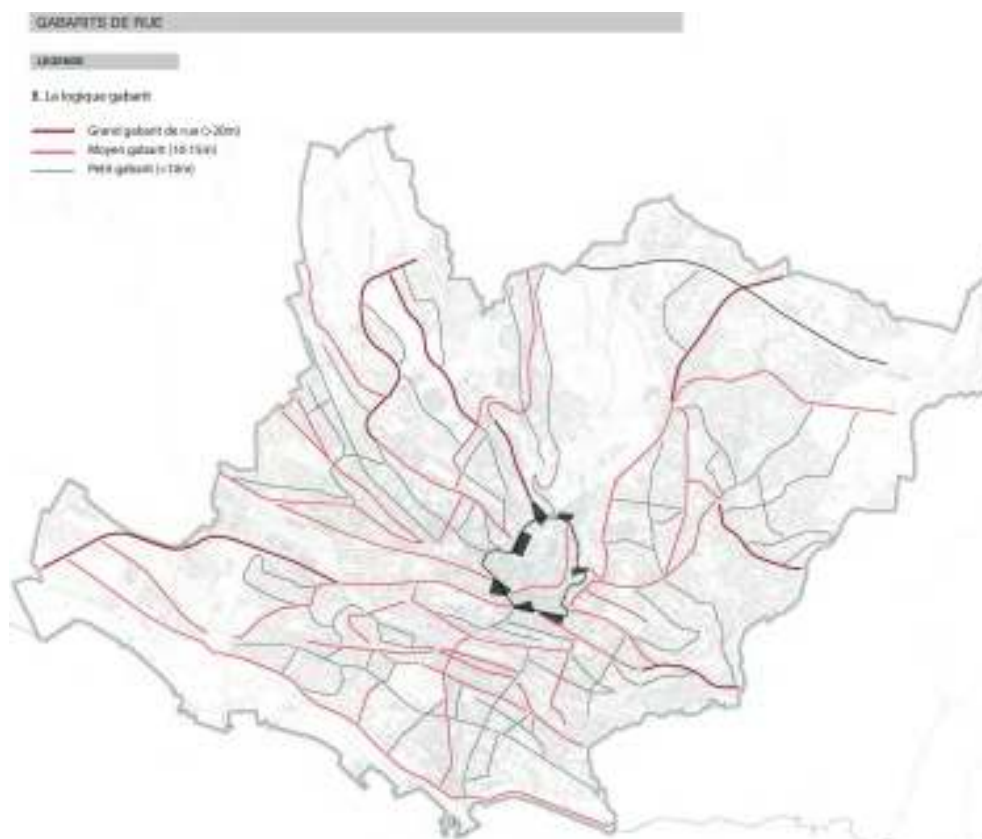 GABARITS DE RUE
LEGENDE
8. La logique gabarit
Grand gabarit de rue (>20m)
Moyen gabarit (10-15m)
Petit gabarit (<10m)